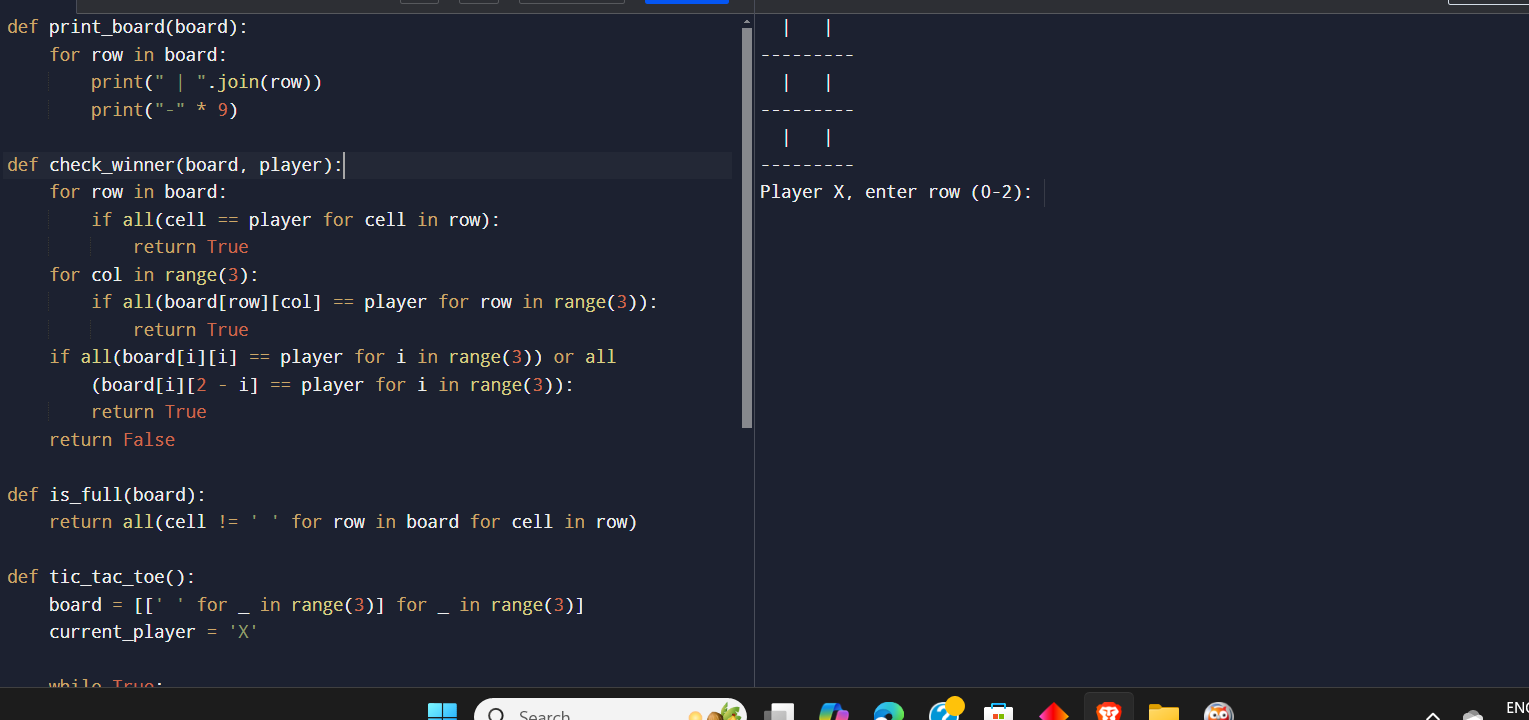 def print_board(board):
    for row in board:
        print(" | ".join(row))
        print("-" * 9)

def check_winner(board, player):
    for row in board:
        if all(cell == player for cell in row):
            return True
    for col in range(3):
        if all(board[row][col] == player for row in range(3)):
            return True
    if all(board[i][i] == player for i in range(3)) or all
        (board[i][2 - i] == player for i in range(3)):
        return True
    return False

def is_full(board):
    return all(cell != ' ' for row in board for cell in row)

def tic_tac_toe():
    board = [[' ' for _ in range(3)] for _ in range(3)]
    current_player = 'X'

    while True:
  |   |
---------
  |   |
---------
  |   |
---------
Player X, enter row (0-2):
Search
ENG